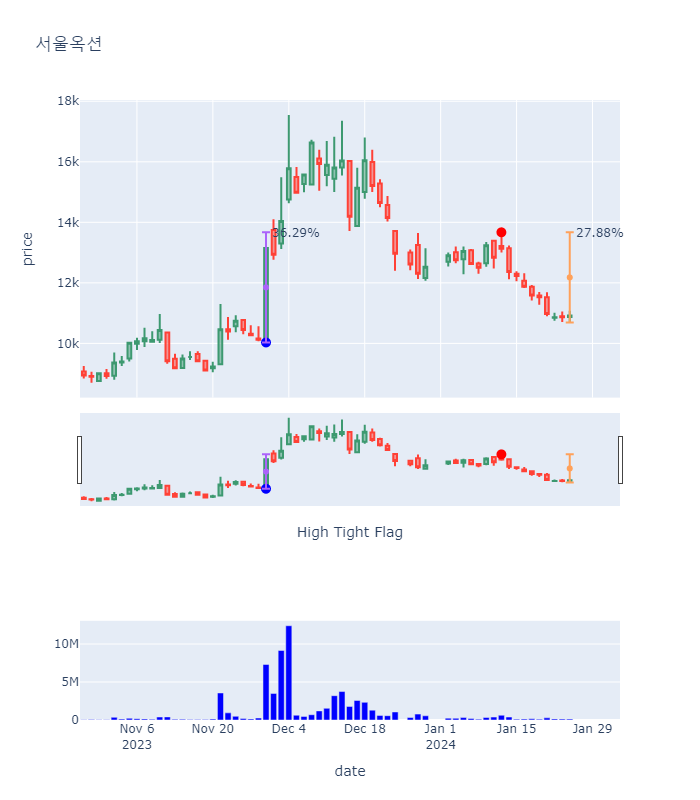 서울옥션
18k
16k
14k
12k
10k
price
36.29%
27.88%
High Tight Flag
10M
5M
0
Nov 6 Nov 20 Dec 4 Dec 18 Jan 1 Jan 15 Jan 29
2023 2024
date